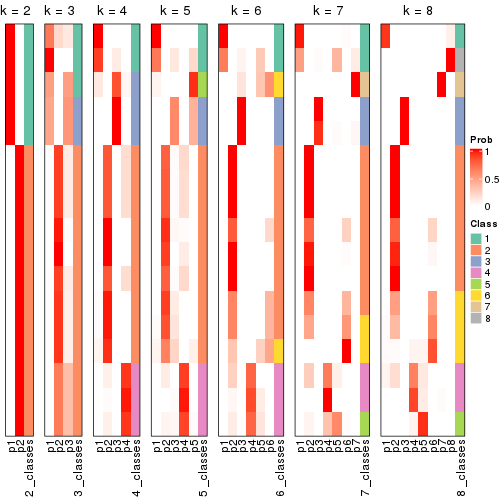 k = 2 k = 3 k = 4 k = 5 k = 6 k = 7 k = 8
Prob
1
0.5
0
Class
1
2
3
4
5
6
7
8
p1 p2 2_classes p1 p2 p3 3_classes p1 p2 p3 p4 4_classes p1 p2 p3 p4 p5 5_classes p1 p2 p3 p4 p5 p6 6_classes p1 p2 p3 p4 p5 p6 p7 7_classes p1 p2 p3 p4 p5 p6 p7 p8 8_classes